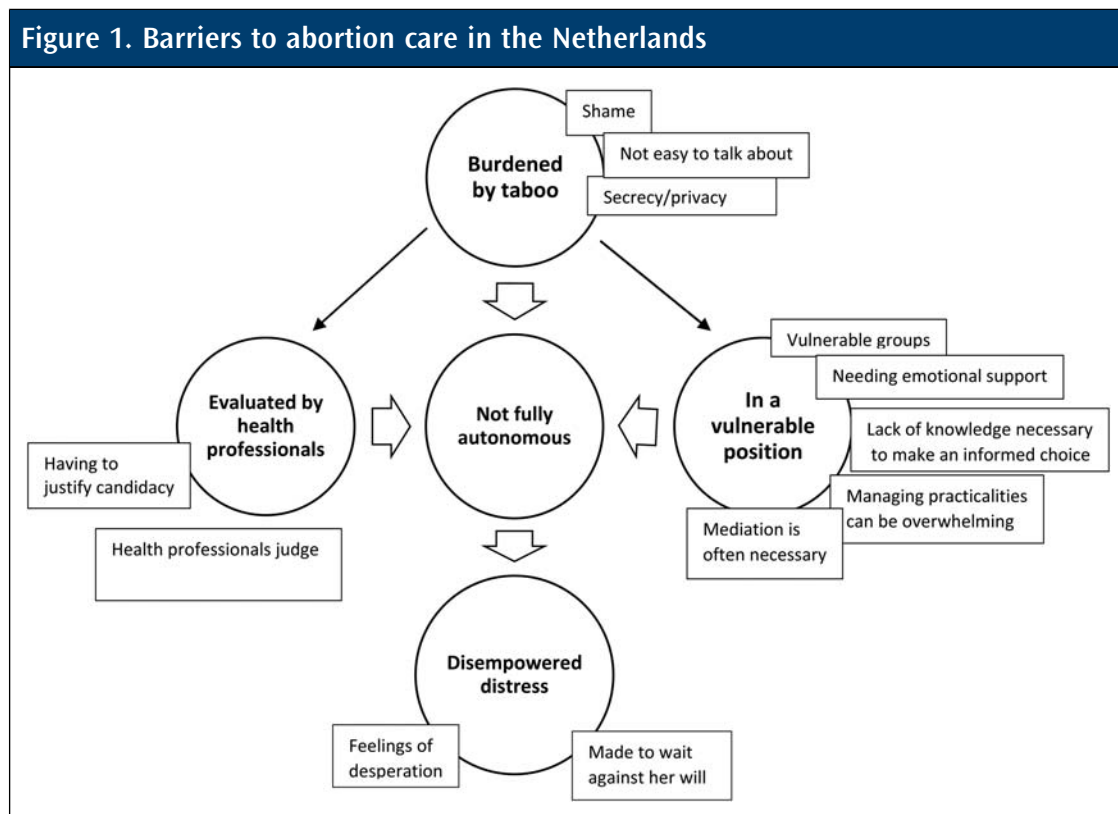 Figure 1. Barriers to abortion care in the Netherlands
Shame
Burdened
by taboo
Not easy to talk about
Secrecy/privacy
Evaluated by
health
professionals
Having to
justify candidacy
Health professionals judge
Not fully
autonomous
In a
vulnerable
position
Vulnerable groups
Needing emotional support
Lack of knowledge necessary
to make an informed choice
Managing practicalities
can be overwhelming
Mediation is
often necessary
Disempowered
distress
Feelings of
desperation
Made to wait
against her will